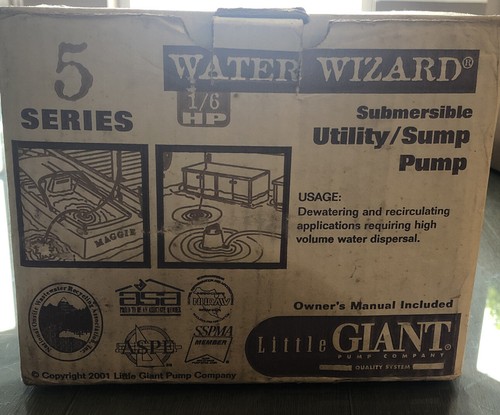 5
SERIES
WATER WIZARD®
1/6
HP
Submersible
Utility/Sump
Pump
MAGGIE
USAGE:
Dewatering and recirculating
applications requiring high
volume water dispersal.
Owner's Manual Included
asa
ASPE
SSPMA
MEMBER
Little GIANT®
PUMP COMPANY
QUALITY SYSTEM
© Copyright 2001 Little Giant Pump Company